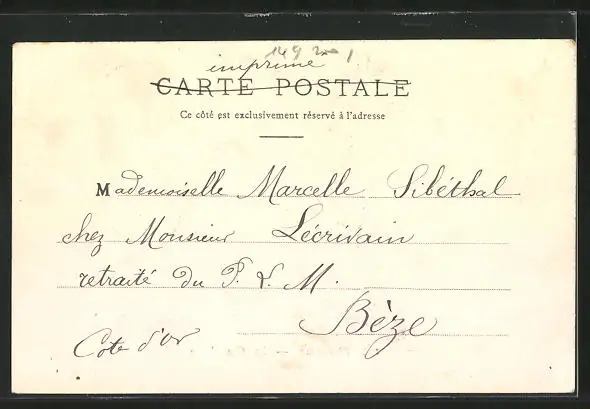 imprimé
CARTE POSTALE
Ce côté est exclusivement réservé à l'adresse
Mademoiselle Marcelle Sibéthal
chez Monsieur Lécrivain
retraité du P. L. M.
Bèze
Côte d'Or